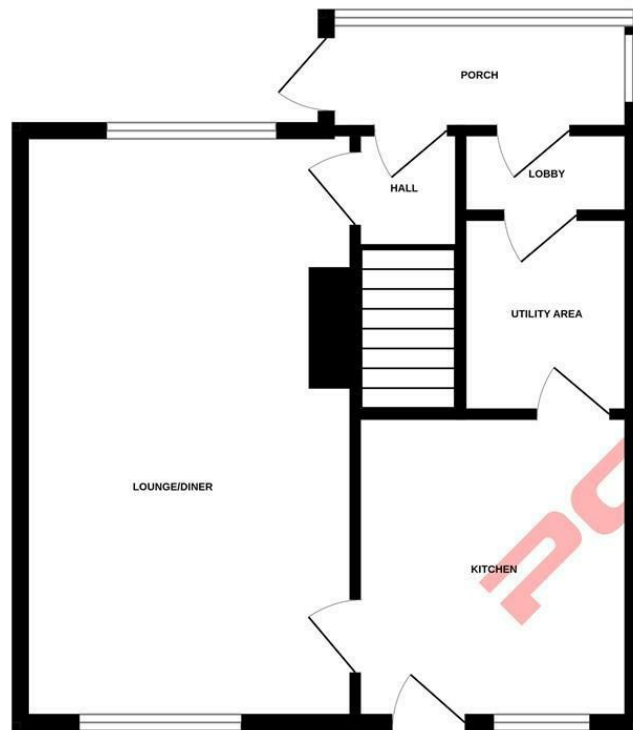 PORCH
HALL
LOBBY
UTILITY AREA
LOUNGE/DINER
KITCHEN